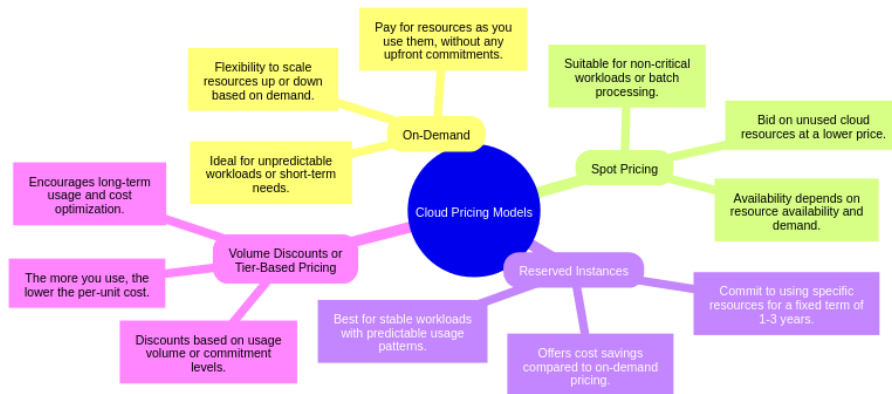 Pay for resources as you
use them, without any
upfront commitments.
Flexibility to scale
resources up or down
based on demand.
Ideal for unpredictable
workloads or short-term
needs.
On-Demand
Suitable for non-critical
workloads or batch
processing.
Bid on unused cloud
resources at a lower price.
Spot Pricing
Availability depends on
resource availability and
demand.
Cloud Pricing Models
Encourages long-term
usage and cost
optimization.
Volume Discounts or
Tier-Based Pricing
The more you use, the
lower the per-unit cost.
Discounts based on usage
volume or commitment
levels.
Reserved Instances
Best for stable workloads
with predictable usage
patterns.
Offers cost savings
compared to on-demand
pricing.
Commit to using specific
resources for a fixed term of
1-3 years.